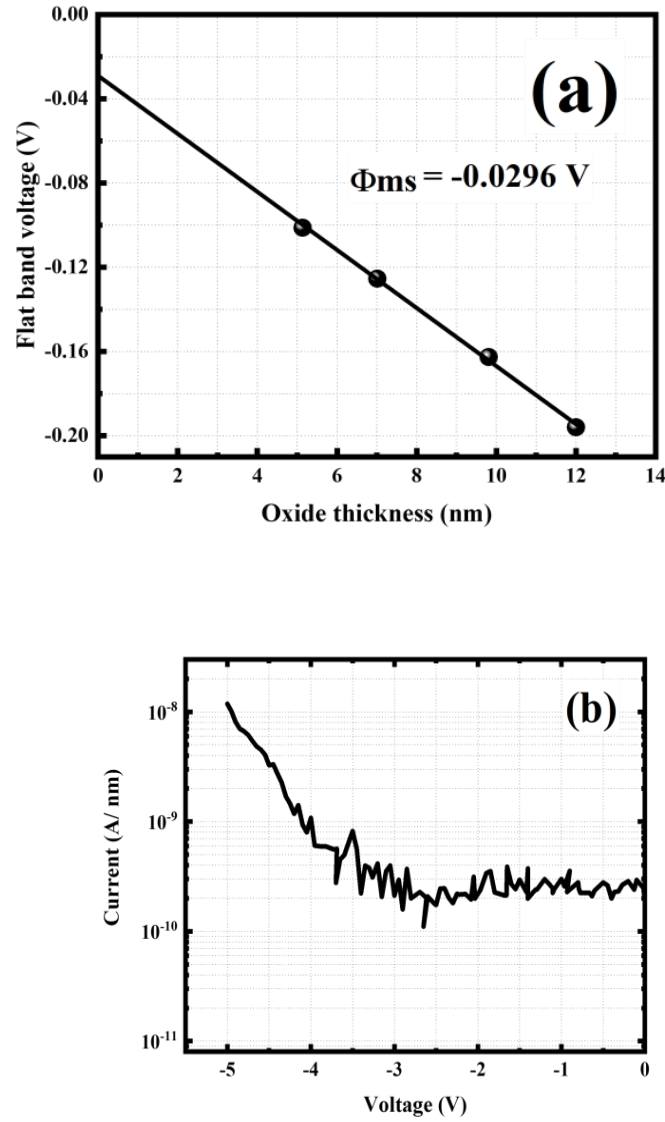 0.00
(a)
-0.04
Φms = -0.0296 V
-0.08
-0.12
-0.16
-0.20
Flat band voltage (V)
0 2 4 6 8 10 12 14
Oxide thickness (nm)
(b)
10-8
10-9
10-10
10-11
Current (A/ nm)
-5 -4 -3 -2 -1 0
Voltage (V)